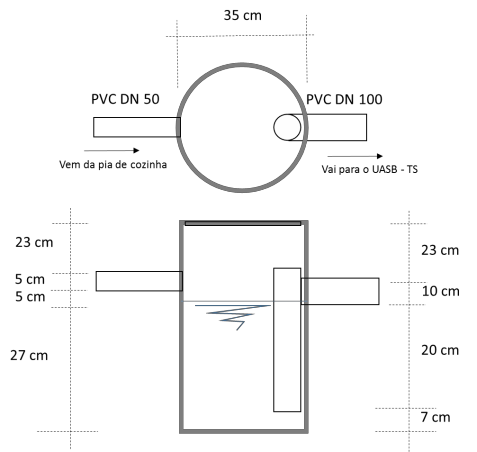 35 cm
PVC DN 50
PVC DN 100
Vem da pia de cozinha
Vai para o UASB - TS
23 cm
23 cm
5 cm
5 cm
10 cm
27 cm
20 cm
7 cm